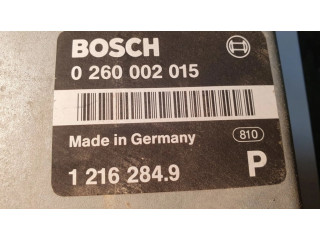 BOSCH
0 260 002 015
Made in Germany 810
1 216 284.9 P